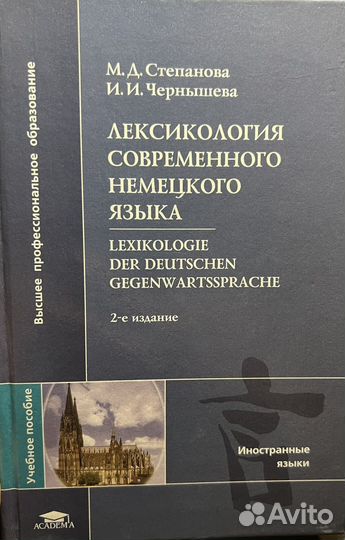 М. Д. Степанова
И. И. Чернышева
ЛЕКСИКОЛОГИЯ
СОВРЕМЕННОГО
НЕМЕЦКОГО
ЯЗЫКА
LEXIKOLOGIE
DER DEUTSCHEN
GEGENWARTSSPRACHE
2-е издание
Высшее профессиональное образование
Учебное пособие
Иностранные
языки
ACADEMA
Avito